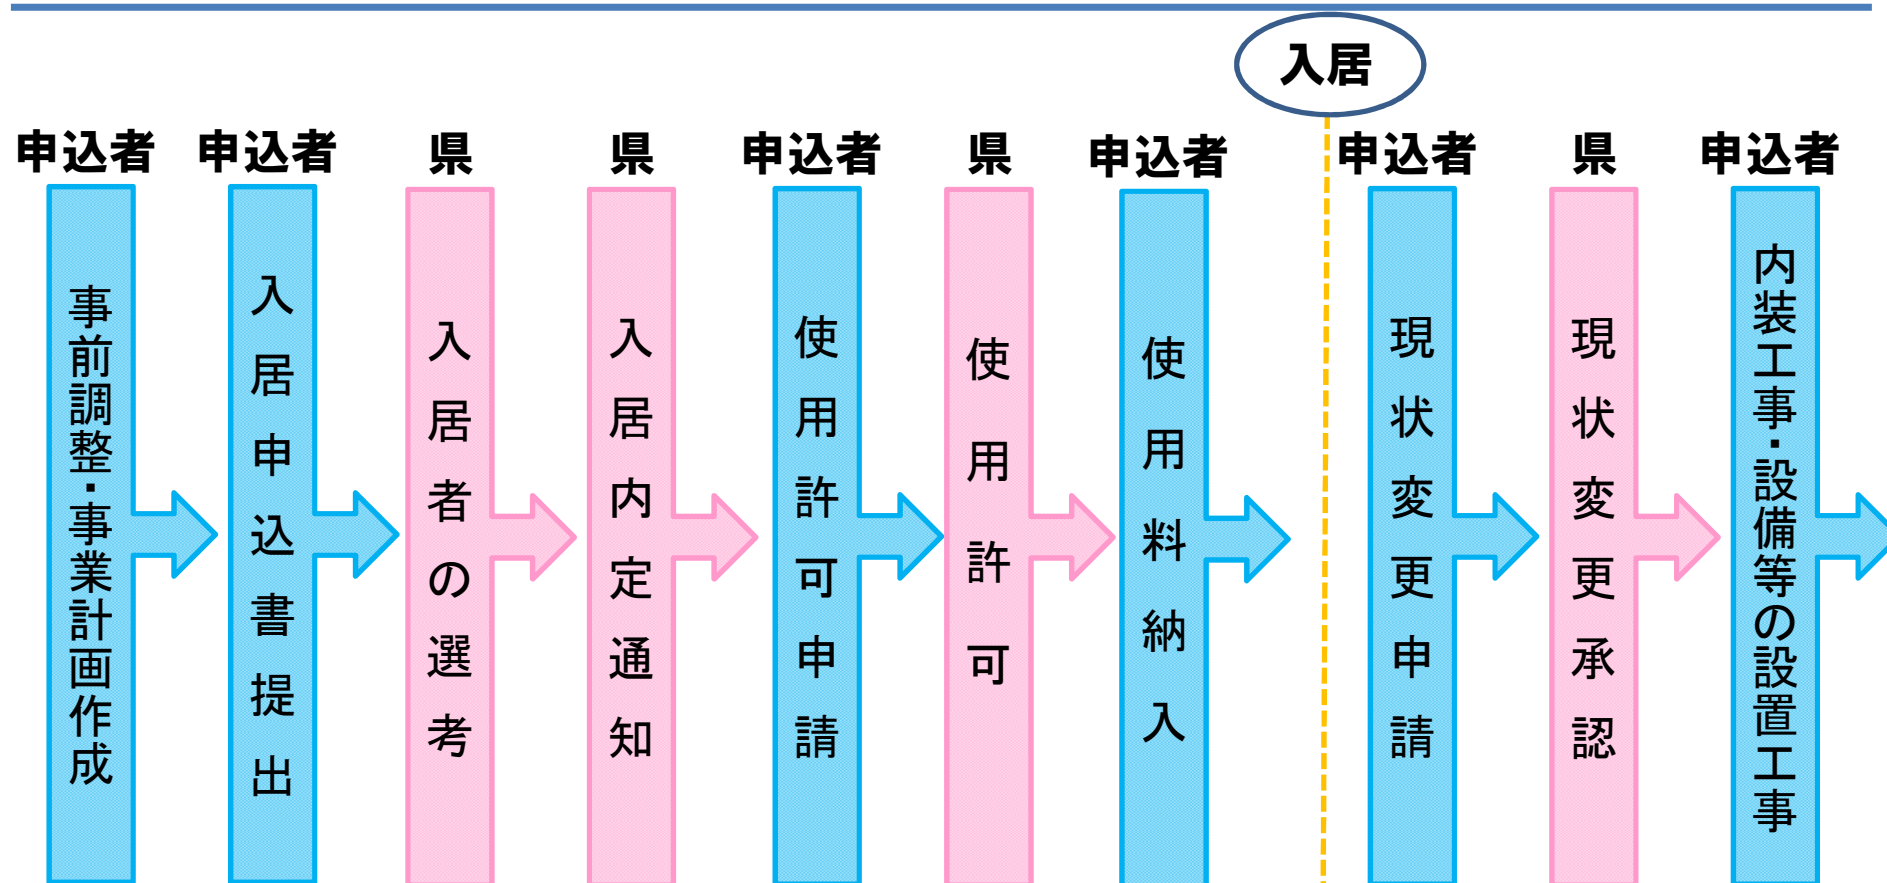 入居
申込者
事前調整・事業計画作成
申込者
入居申込書提出
県
入居者の選考
県
入居内定通知
申込者
使用許可申請
県
使用許可
申込者
使用料納入
申込者
現状変更申請
県
現状変更承認
申込者
内装工事・設備等の設置工事